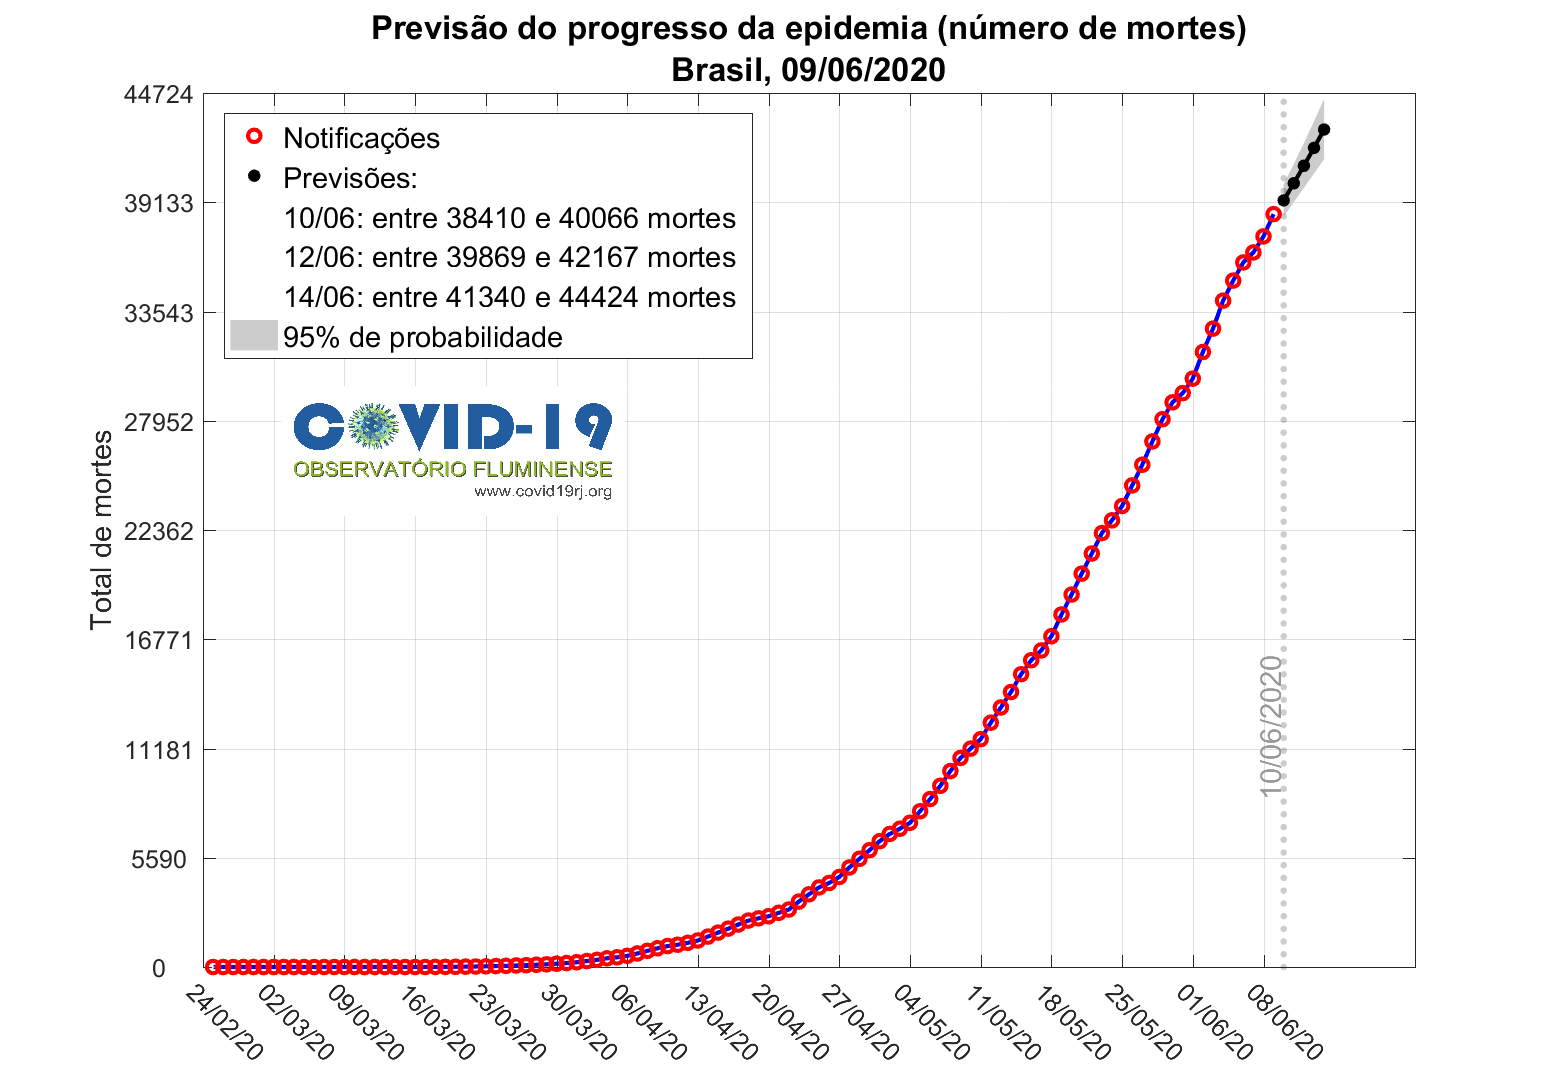 Previsão do progresso da epidemia (número de mortes)
Brasil, 09/06/2020
Notificações
Previsões:
10/06: entre 38410 e 40066 mortes
12/06: entre 39869 e 42167 mortes
14/06: entre 41340 e 44424 mortes
95% de probabilidade
COVID-19
OBSERVATÓRIO FLUMINENSE
www.covid19rj.org
Total de mortes
44724
39133
33543
27952
22362
16771
11181
5590
0
10/06/2020
24/02/20
02/03/20
09/03/20
16/03/20
23/03/20
30/03/20
06/04/20
13/04/20
20/04/20
27/04/20
04/05/20
11/05/20
18/05/20
25/05/20
01/06/20
08/06/20